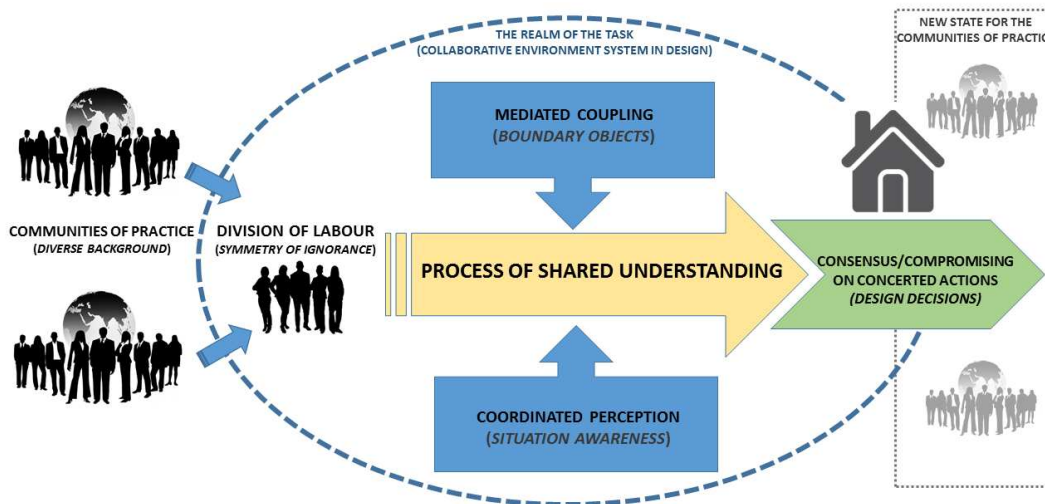 THE REALM OF THE TASK
(COLLABORATIVE ENVIRONMENT SYSTEM IN DESIGN)
NEW STATE FOR THE
COMMUNITIES OF PRACTIC
MEDIATED COUPLING
(BOUNDARY OBJECTS)
COMMUNITIES OF PRACTICE
(DIVERSE BACKGROUND)
DIVISION OF LABOUR
(SYMMETRY OF IGNORANCE)
PROCESS OF SHARED UNDERSTANDING
CONSENSUS/COMPROMISING
ON CONCERTED ACTIONS
(DESIGN DECISIONS)
COORDINATED PERCEPTION
(SITUATION AWARENESS)